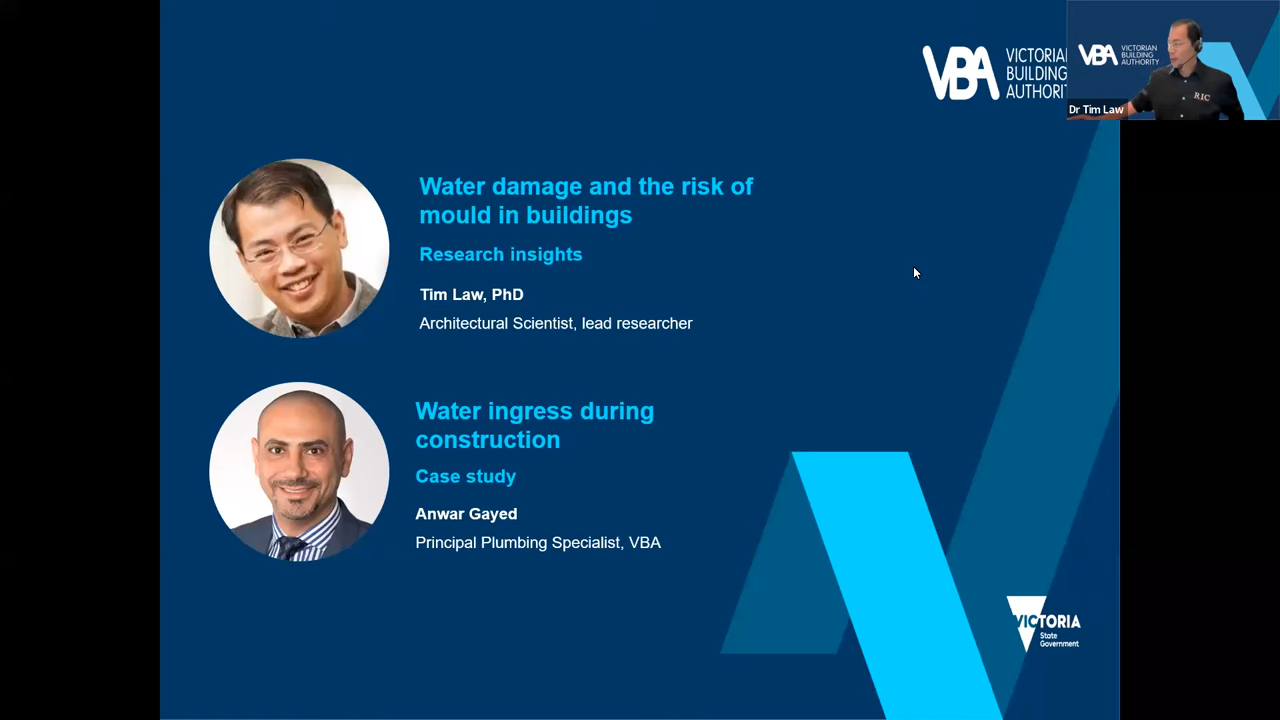 VBA
VICTORIAN
BUILDING
AUTHORITY
VBA
VICTORIAN
BUILDING
AUTHORITY
RIC
Dr Tim Law
Water damage and the risk of
mould in buildings
Research insights
Tim Law, PhD
Architectural Scientist, lead researcher
Water ingress during
construction
Case study
Anwar Gayed
Principal Plumbing Specialist, VBA
VICTORIA
State
Government